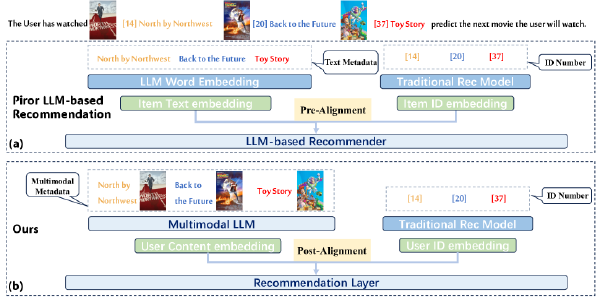 The User has watched [14] North by Northwest [20] Back to the Future [37] Toy Story predict the next movie the user will watch.
North by Northwest Back to the Future Toy Story
Text Metadata
[14] [20] [37]
ID Number
LLM Word Embedding
Traditional Rec Model
Piror LLM-based
Recommendation
Item Text embedding
Pre-Alignment
Item ID embedding
(a)
LLM-based Recommender
Multimodal
Metadata
North by
Northwest
Back to
the Future
Toy Story
[14] [20] [37]
ID Number
Ours
Multimodal LLM
Traditional Rec Model
User Content embedding
Post-Alignment
User ID embedding
(b)
Recommendation Layer